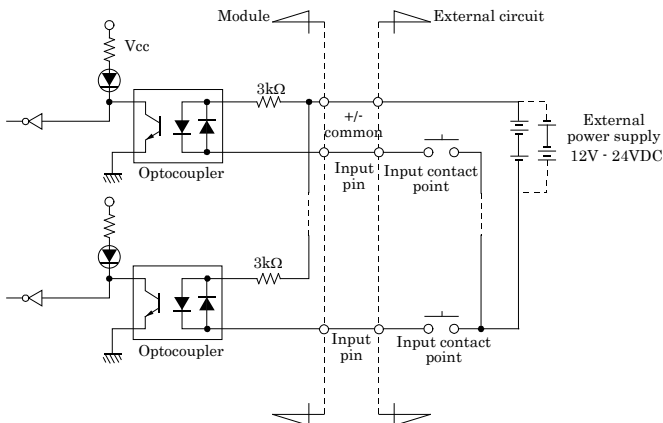 Module
External circuit
Vcc
3kΩ
+/-
common
External
power supply
12V - 24VDC
Optocoupler
Input
pin
Input contact
point
3kΩ
Optocoupler
Input
pin
Input contact
point